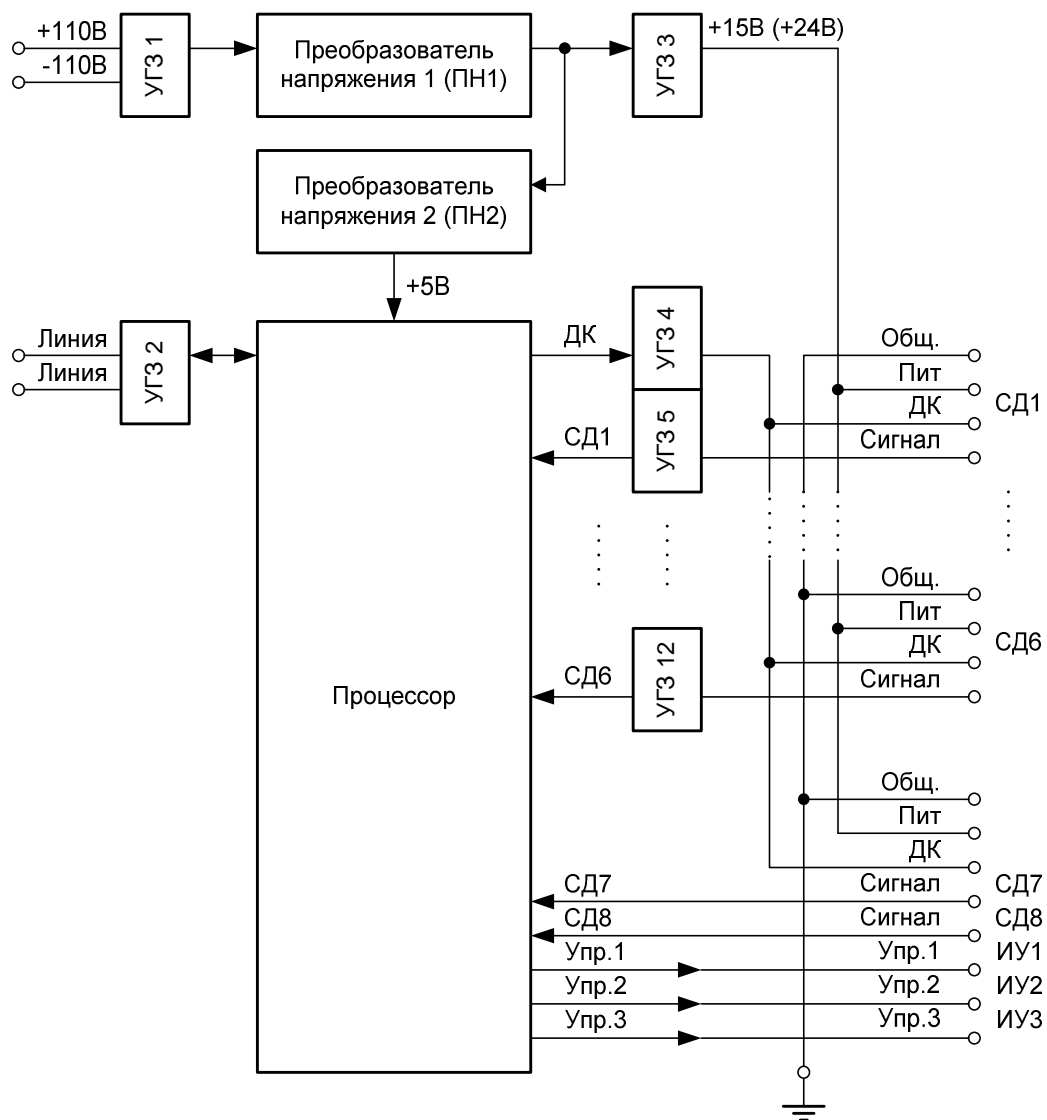 +110В
-110В
УГЗ 1
Преобразователь
напряжения 1 (ПН1)
УГЗ 3
+15В (+24В)
Преобразователь
напряжения 2 (ПН2)
+5В
Линия
Линия
УГЗ 2
Процессор
ДК
УГЗ 4
СД1
УГЗ 5
Общ.
Пит
ДК
Сигнал
СД1
СД6
УГЗ 12
Общ.
Пит
ДК
Сигнал
СД6
Общ.
Пит
ДК
СД7
Сигнал
СД7
СД8
Сигнал
СД8
Упр.1
Упр.1
ИУ1
Упр.2
Упр.2
ИУ2
Упр.3
Упр.3
ИУ3